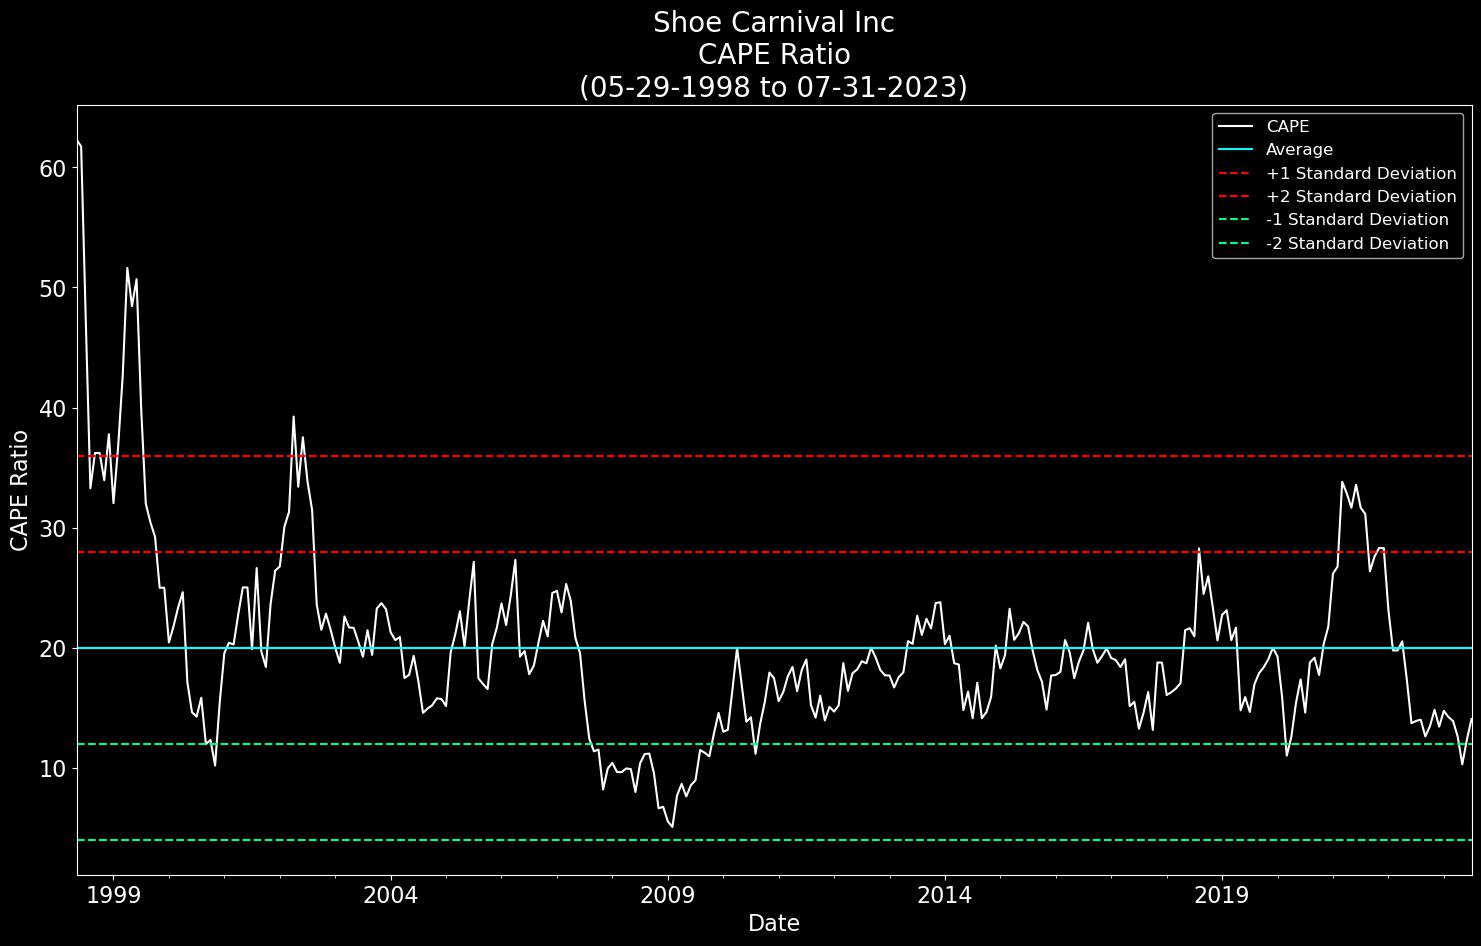 Shoe Carnival Inc
CAPE Ratio
(05-29-1998 to 07-31-2023)
CAPE
Average
+1 Standard Deviation
+2 Standard Deviation
-1 Standard Deviation
-2 Standard Deviation
60
50
40
30
20
10
CAPE Ratio
1999
2004
2009
2014
2019
Date